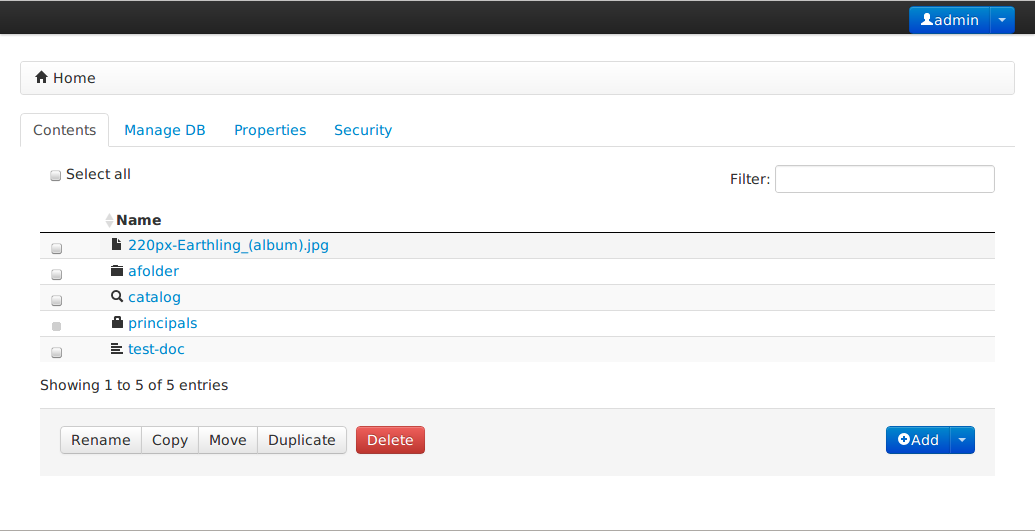 admin
Home
Contents Manage DB Properties Security
Select all
Filter:
Name
220px-Earthling_(album).jpg
afolder
catalog
principals
test-doc
Showing 1 to 5 of 5 entries
Rename Copy Move Duplicate Delete Add